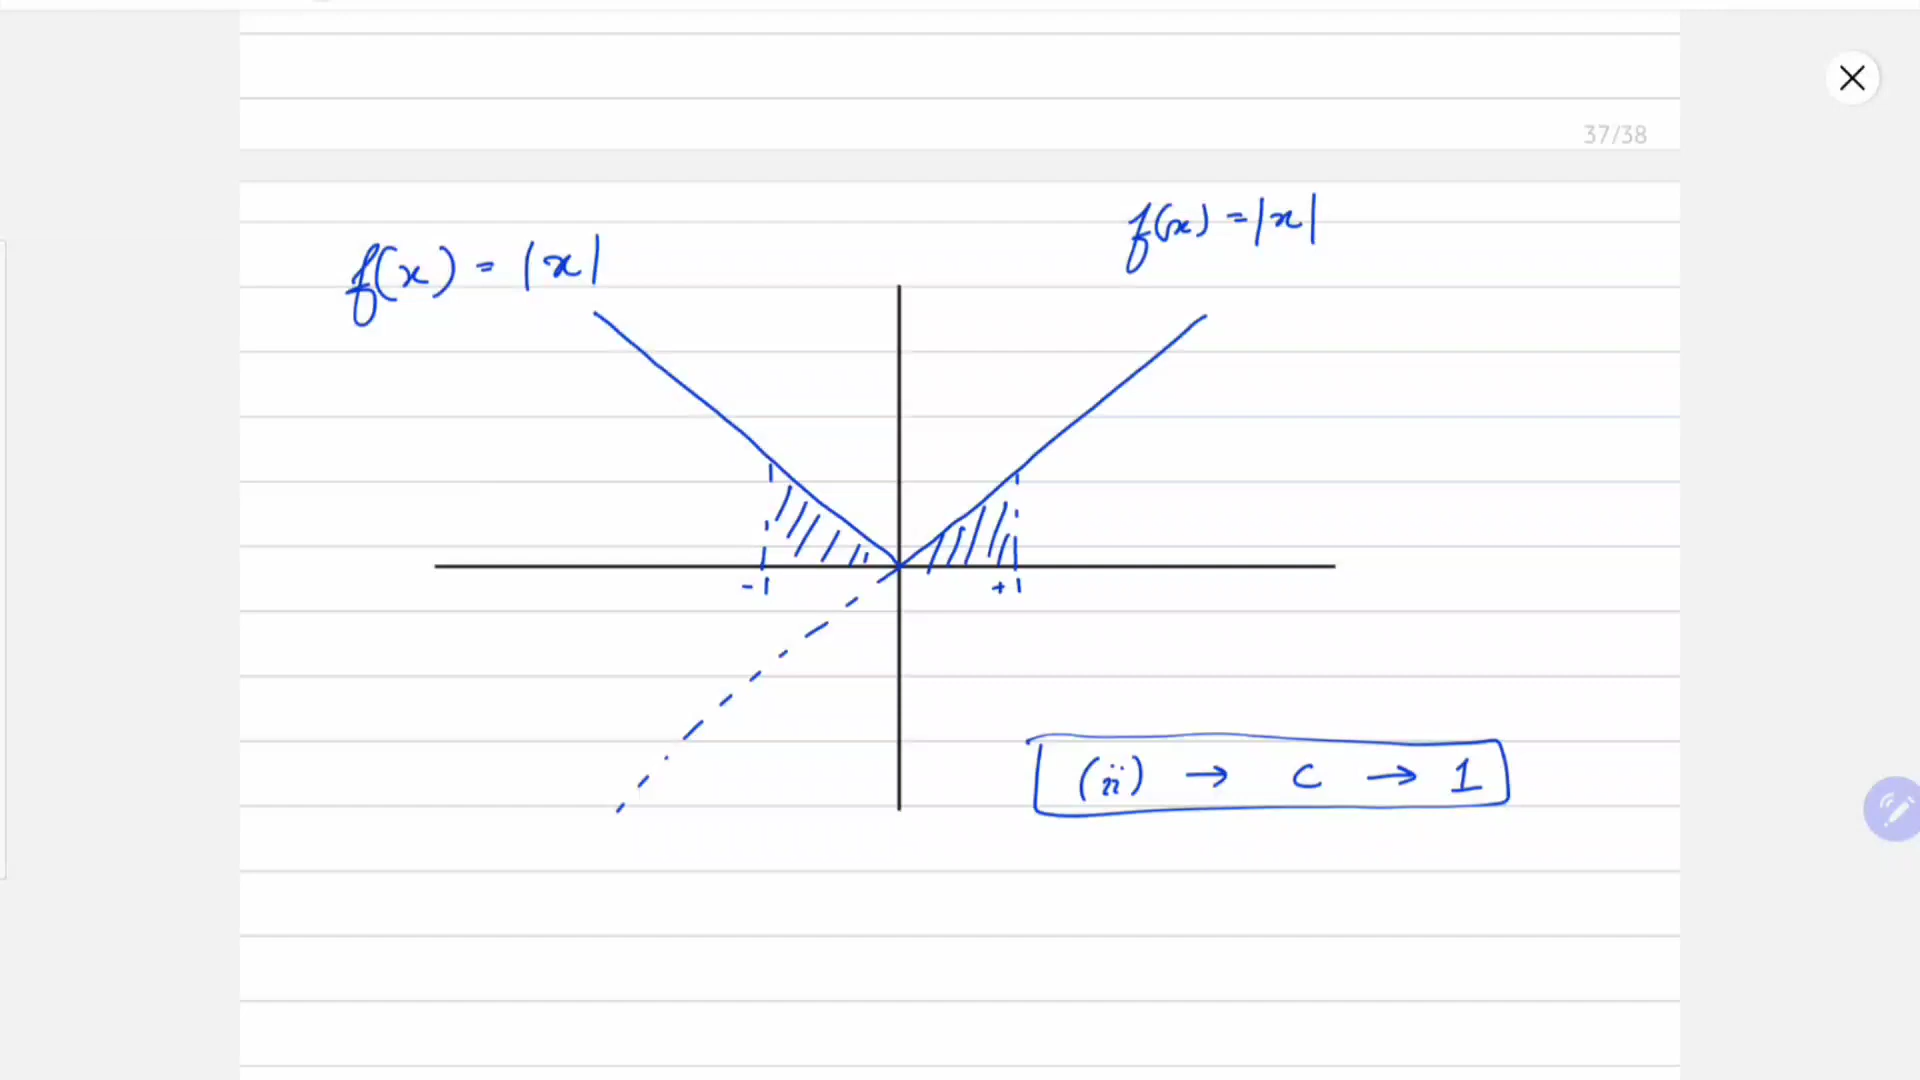 37/38
f(x) = |x|
f(x) = |x|
-1
+1
(ii) → C → 1